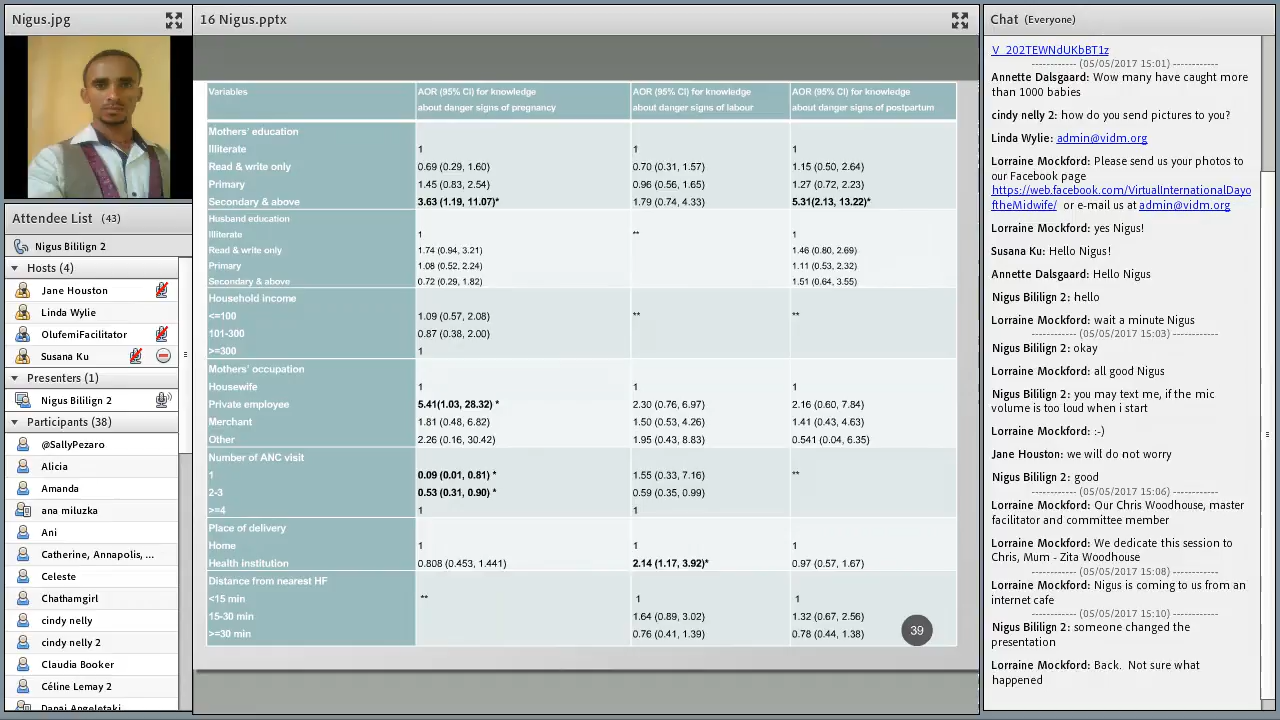 Nigus.jpg
Attendee List (43)
Nigus Bililign 2
Hosts (4)
Jane Houston
Linda Wylie
OlufemiFacilitator
Susana Ku
Presenters (1)
Nigus Bililign 2
Participants (38)
@SallyPezaro
Alicia
Amanda
ana miluzka
Ani
Catherine, Annapolis, ...
Celeste
Chathamgirl
cindy nelly
cindy nelly 2
Claudia Booker
Céline Lemay 2
Danai Angeletaki
16 Nigus.pptx
Variables AOR (95% CI) for knowledge about danger signs of pregnancy AOR (95% CI) for knowledge about danger signs of labour AOR (95% CI) for knowledge about danger signs of postpartum
Mothers' education
Illiterate 1 1 1
Read & write only 0.69 (0.29, 1.60) 0.70 (0.31, 1.57) 1.15 (0.50, 2.64)
Primary 1.45 (0.83, 2.54) 0.96 (0.56, 1.65) 1.27 (0.72, 2.23)
Secondary & above 3.63 (1.19, 11.07)* 1.79 (0.74, 4.33) 5.31(2.13, 13.22)*
Husband education
Illiterate 1 ** 1
Read & write only 1.74 (0.94, 3.21) 1.46 (0.80, 2.69)
Primary 1.08 (0.52, 2.24) 1.11 (0.53, 2.32)
Secondary & above 0.72 (0.29, 1.82) 1.51 (0.64, 3.55)
Household income
<=100 1.09 (0.57, 2.08) ** **
101-300 0.87 (0.38, 2.00)
>=300 1
Mothers' occupation
Housewife 1 1 1
Private employee 5.41(1.03, 28.32) * 2.30 (0.76, 6.97) 2.16 (0.60, 7.84)
Merchant 1.81 (0.48, 6.82) 1.50 (0.53, 4.26) 1.41 (0.43, 4.63)
Other 2.26 (0.16, 30.42) 1.95 (0.43, 8.83) 0.541 (0.04, 6.35)
Number of ANC visit
1 0.09 (0.01, 0.81) * 1.55 (0.33, 7.16) **
2-3 0.53 (0.31, 0.90) * 0.59 (0.35, 0.99)
>=4 1 1
Place of delivery
Home 1 1 1
Health institution 0.808 (0.453, 1.441) 2.14 (1.17, 3.92)* 0.97 (0.57, 1.67)
Distance from nearest HF
<15 min ** 1 1
15-30 min 1.64 (0.89, 3.02) 1.32 (0.67, 2.56)
>=30 min 0.76 (0.41, 1.39) 0.78 (0.44, 1.38)
39
Chat (Everyone)
V_202TEWNdUKbBT1z
------------ (05/05/2017 15:01) ------------
Annette Dalsgaard: Wow many have caught more
than 1000 babies
cindy nelly 2: how do you send pictures to you?
Linda Wylie: admin@vidm.org
Lorraine Mockford: Please send us your photos to
our Facebook page
https://web.facebook.com/VirtualInternationalDayo
ftheMidwife/ or e-mail us at admin@vidm.org
Lorraine Mockford: yes Nigus!
Susana Ku: Hello Nigus!
Annette Dalsgaard: Hello Nigus
Nigus Bililign 2: hello
Lorraine Mockford: wait a minute Nigus
------------ (05/05/2017 15:03) ------------
Nigus Bililign 2: okay
Lorraine Mockford: all good Nigus
Nigus Bililign 2: you may text me, if the mic
volume is too loud when i start
Lorraine Mockford: :-)
Jane Houston: we will do not worry
Nigus Bililign 2: good
------------ (05/05/2017 15:06) ------------
Lorraine Mockford: Our Chris Woodhouse, master
facilitator and committee member
Lorraine Mockford: We dedicate this session to
Chris, Mum - Zita Woodhouse
------------ (05/05/2017 15:08) ------------
Lorraine Mockford: Nigus is coming to us from an
internet cafe
------------ (05/05/2017 15:10) ------------
Nigus Bililign 2: someone changed the
presentation
Lorraine Mockford: Back. Not sure what
happened